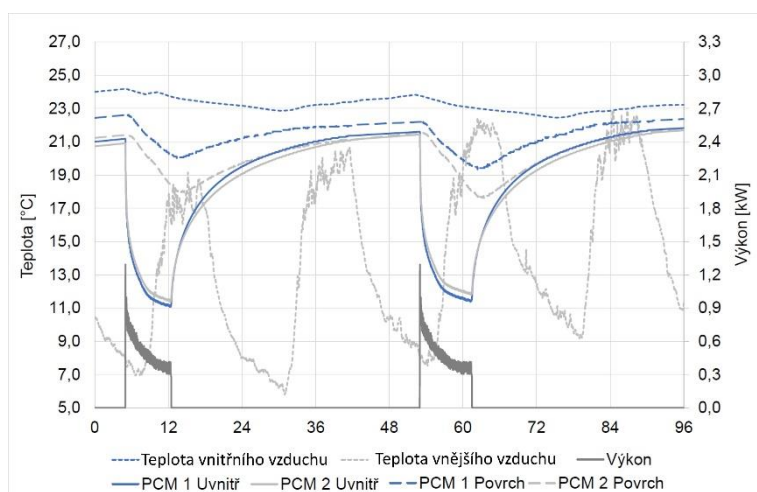 27,0 3,3
25,0 3,0
23,0 2,7
21,0 2,4
19,0 2,1
17,0 1,8
15,0 1,5
13,0 1,2
11,0 0,9
9,0 0,6
7,0 0,3
5,0 0,0
Teplota [°C]
Výkon [kW]
0 12 24 36 48 60 72 84 96
Teplota vnitřního vzduchu Teplota vnějšího vzduchu Výkon
PCM 1 Uvnitř PCM 2 Uvnitř PCM 1 Povrch PCM 2 Povrch